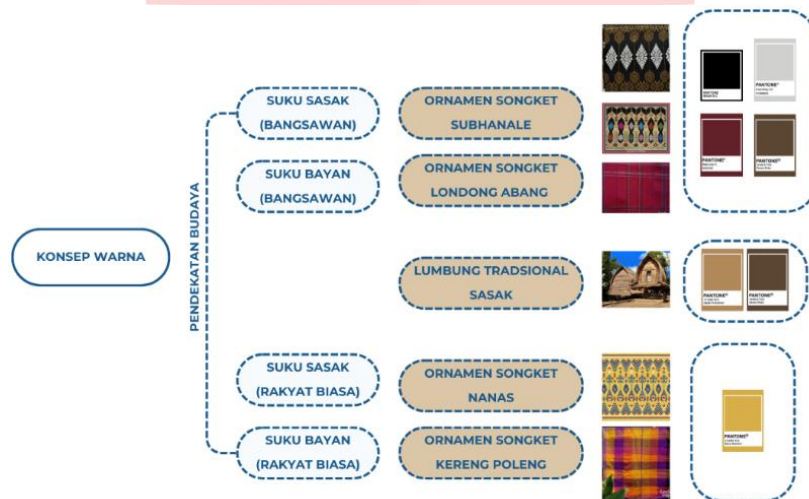 KONSEP WARNA
PENDEKATAN BUDAYA
SUKU SASAK
(BANGSAWAN)
ORNAMEN SONGKET
SUBHANALE
SUKU BAYAN
(BANGSAWAN)
ORNAMEN SONGKET
LONDONG ABANG
LUMBUNG TRADSIONAL
SASAK
SUKU SASAK
(RAKYAT BIASA)
ORNAMEN SONGKET
NANAS
SUKU BAYAN
(RAKYAT BIASA)
ORNAMEN SONGKET
KERENG POLENG
PANTONE
PANTONE®
PANTONE®
PANTONE®
PANTONE®
PANTONE®
PANTONE®